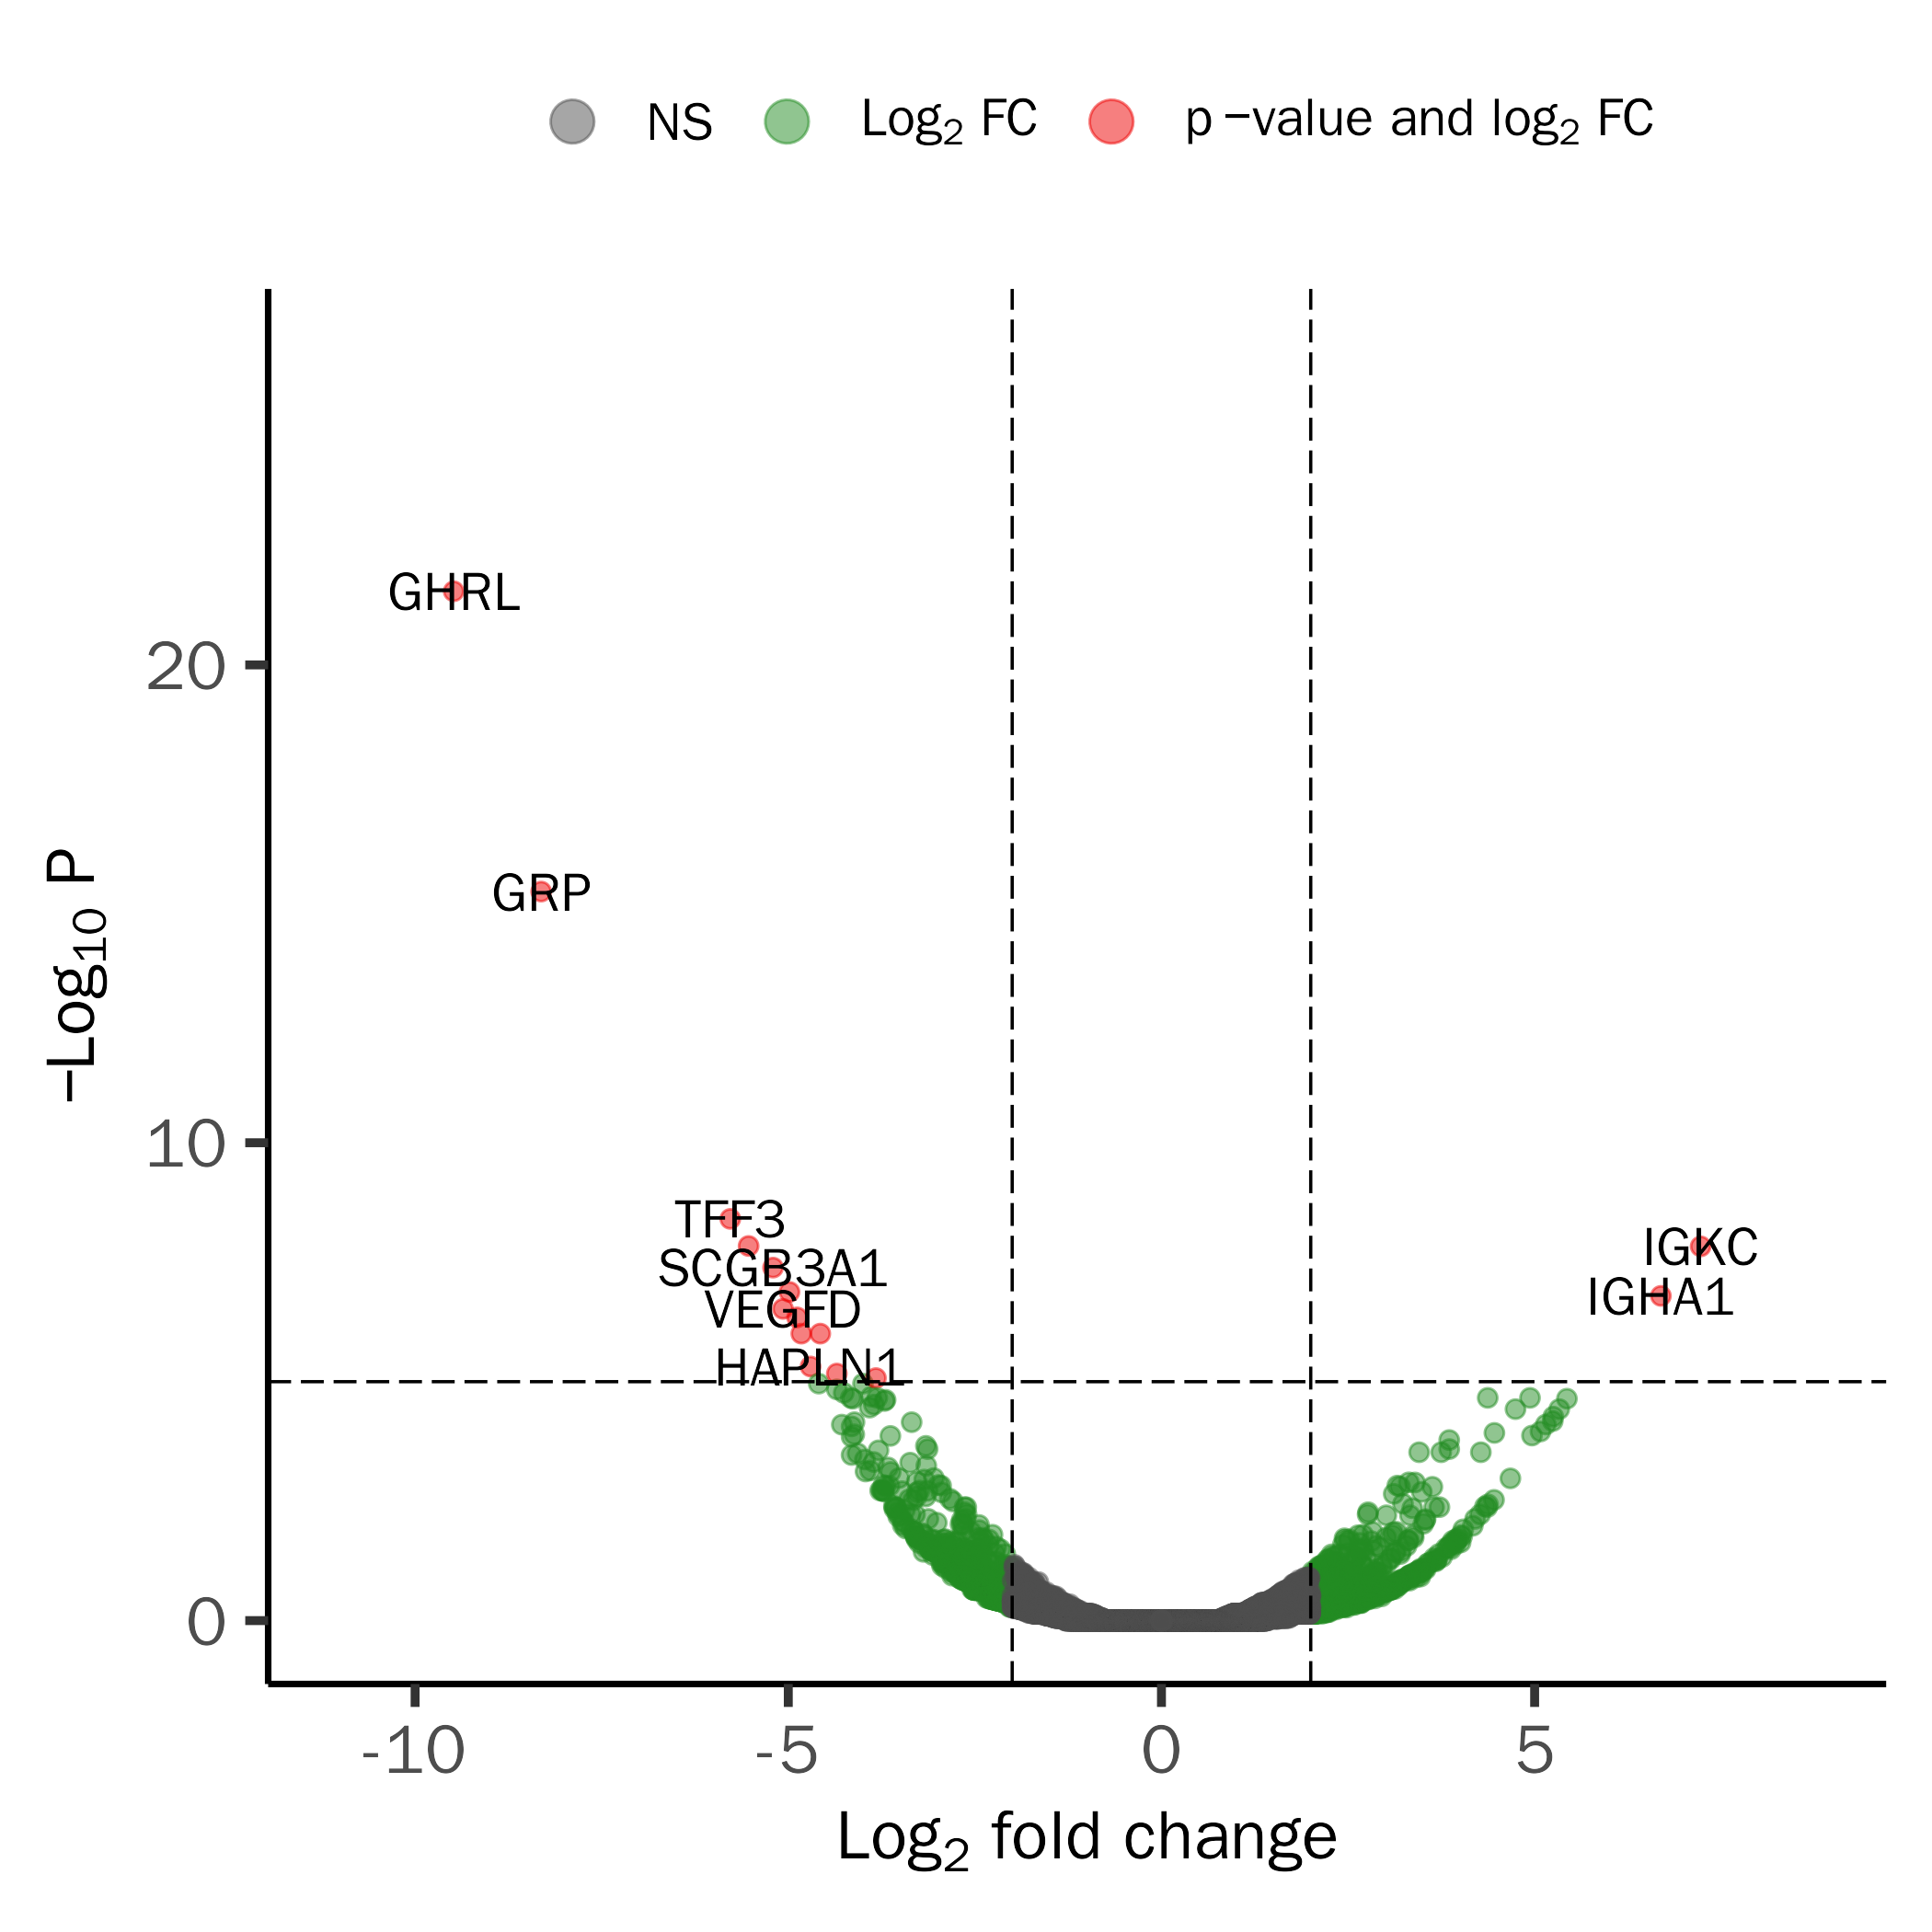 NS Log₂ FC p −value and log₂ FC
GHRL
20
GRP
−Log₁₀ P
10
TFF3
IGKC
SCGB3A1
IGHA1
VEGFD
HAPLN1
0
-10 -5 0 5
Log₂ fold change